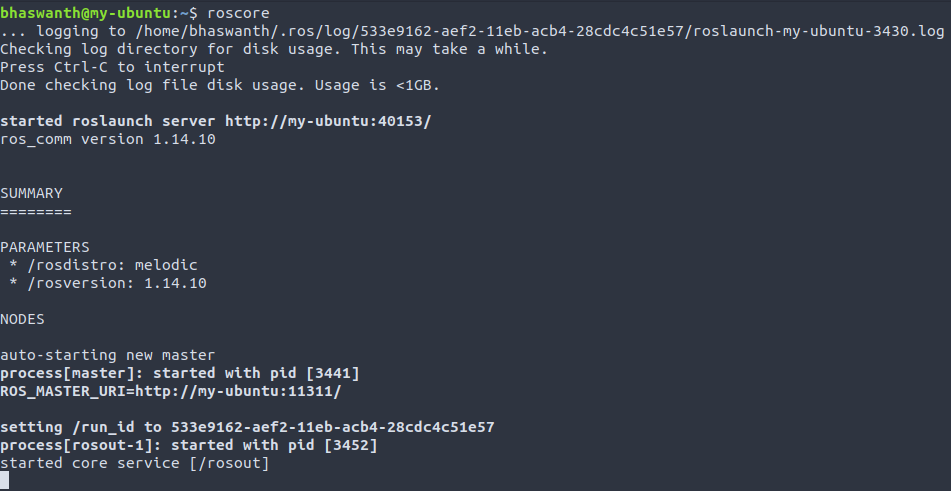 bhaswanth@my-ubuntu:~$ roscore
... logging to /home/bhaswanth/.ros/log/533e9162-aef2-11eb-acb4-28cdc4c51e57/roslaunch-my-ubuntu-3430.log
Checking log directory for disk usage. This may take a while.
Press Ctrl-C to interrupt
Done checking log file disk usage. Usage is <1GB.

started roslaunch server http://my-ubuntu:40153/
ros_comm version 1.14.10


SUMMARY
========

PARAMETERS
 * /rosdistro: melodic
 * /rosversion: 1.14.10

NODES

auto-starting new master
process[master]: started with pid [3441]
ROS_MASTER_URI=http://my-ubuntu:11311/

setting /run_id to 533e9162-aef2-11eb-acb4-28cdc4c51e57
process[rosout-1]: started with pid [3452]
started core service [/rosout]